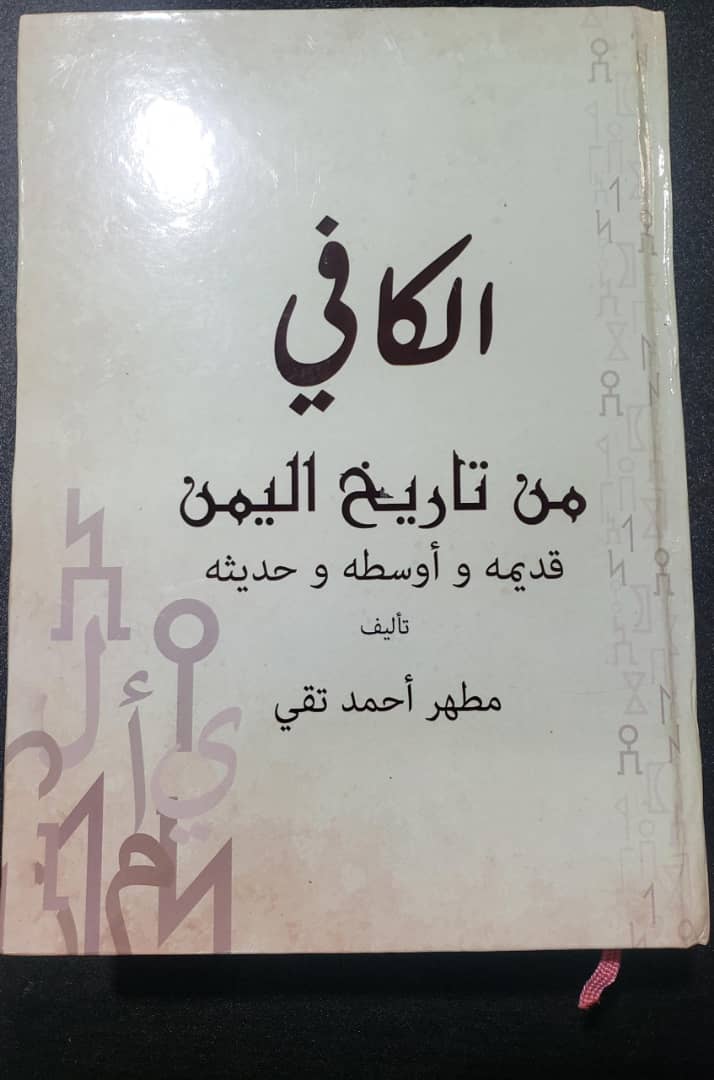 الكافي
من تاريخ اليمن
قديمه و أوسطه و حديثه
تأليف
مطهر أحمد تقي